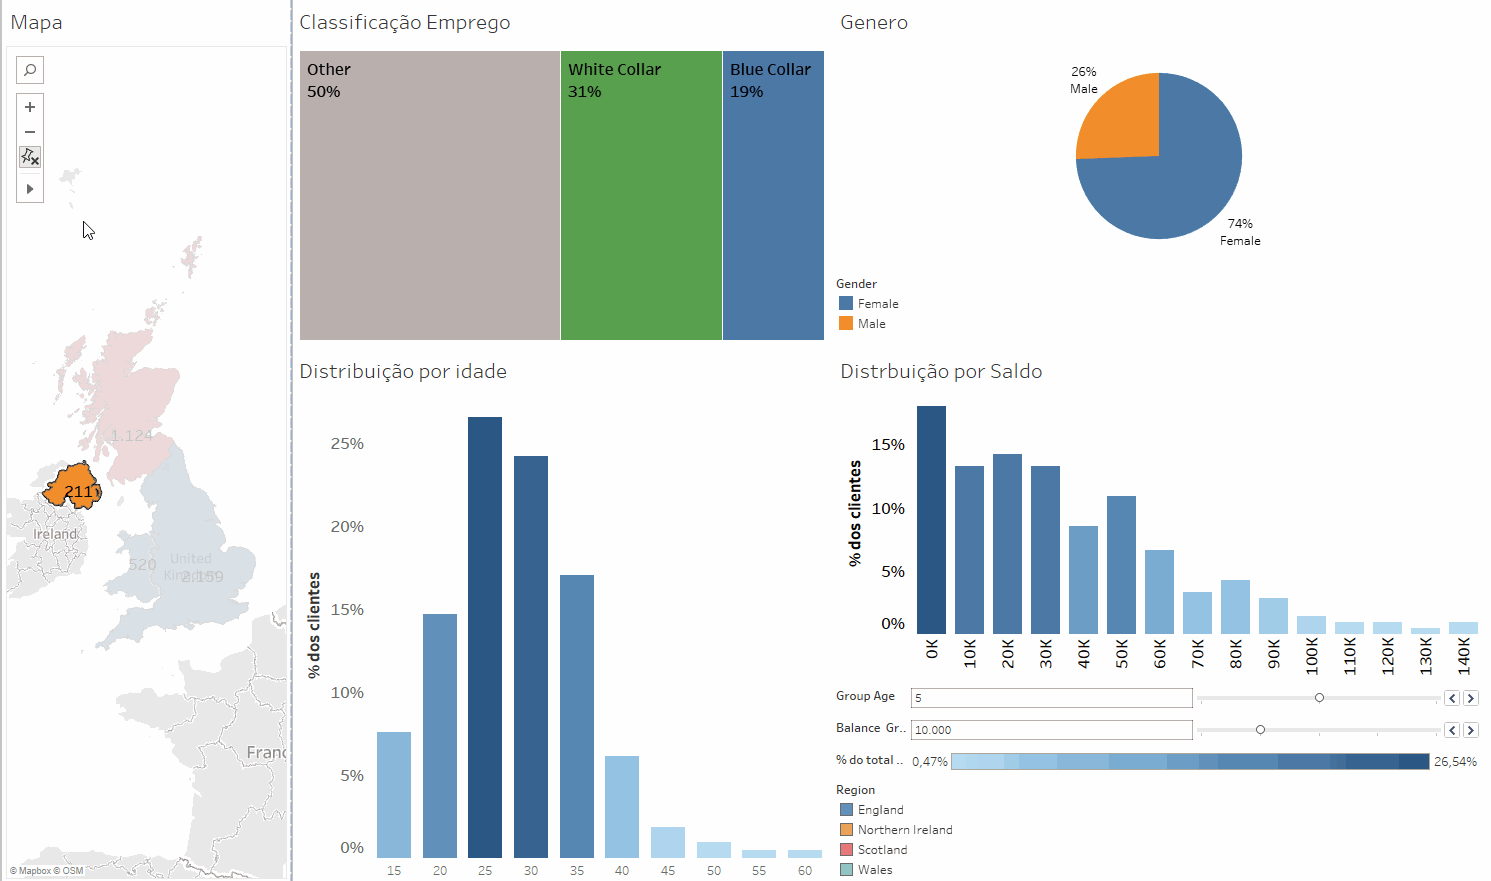 Mapa
1.124
211
Ireland
United
Kingdom
520
2.159
Franc
© Mapbox © OSM
Classificação Emprego
Other
50%
White Collar
31%
Blue Collar
19%
Genero
26%
Male
74%
Female
Gender
Female
Male
Distribuição por idade
% dos clientes
25%
20%
15%
10%
5%
0%
15 20 25 30 35 40 45 50 55 60
Distrbuição por Saldo
% dos clientes
15%
10%
5%
0%
0K 10K 20K 30K 40K 50K 60K 70K 80K 90K 100K 110K 120K 130K 140K
Group Age 5
Balance Gr.. 10.000
% do total .. 0,47% 26,54%
Region
England
Northern Ireland
Scotland
Wales